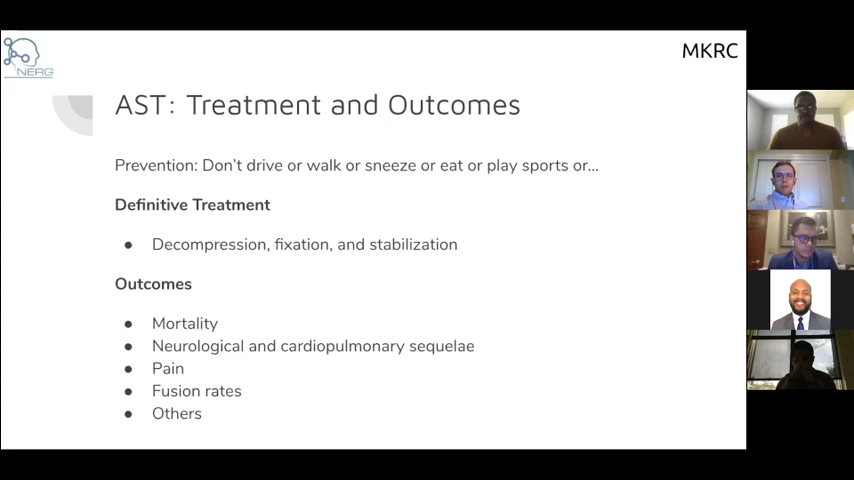 NERG
MKRC
AST: Treatment and Outcomes
Prevention: Don't drive or walk or sneeze or eat or play sports or...
Definitive Treatment
● Decompression, fixation, and stabilization
Outcomes
● Mortality
● Neurological and cardiopulmonary sequelae
● Pain
● Fusion rates
● Others